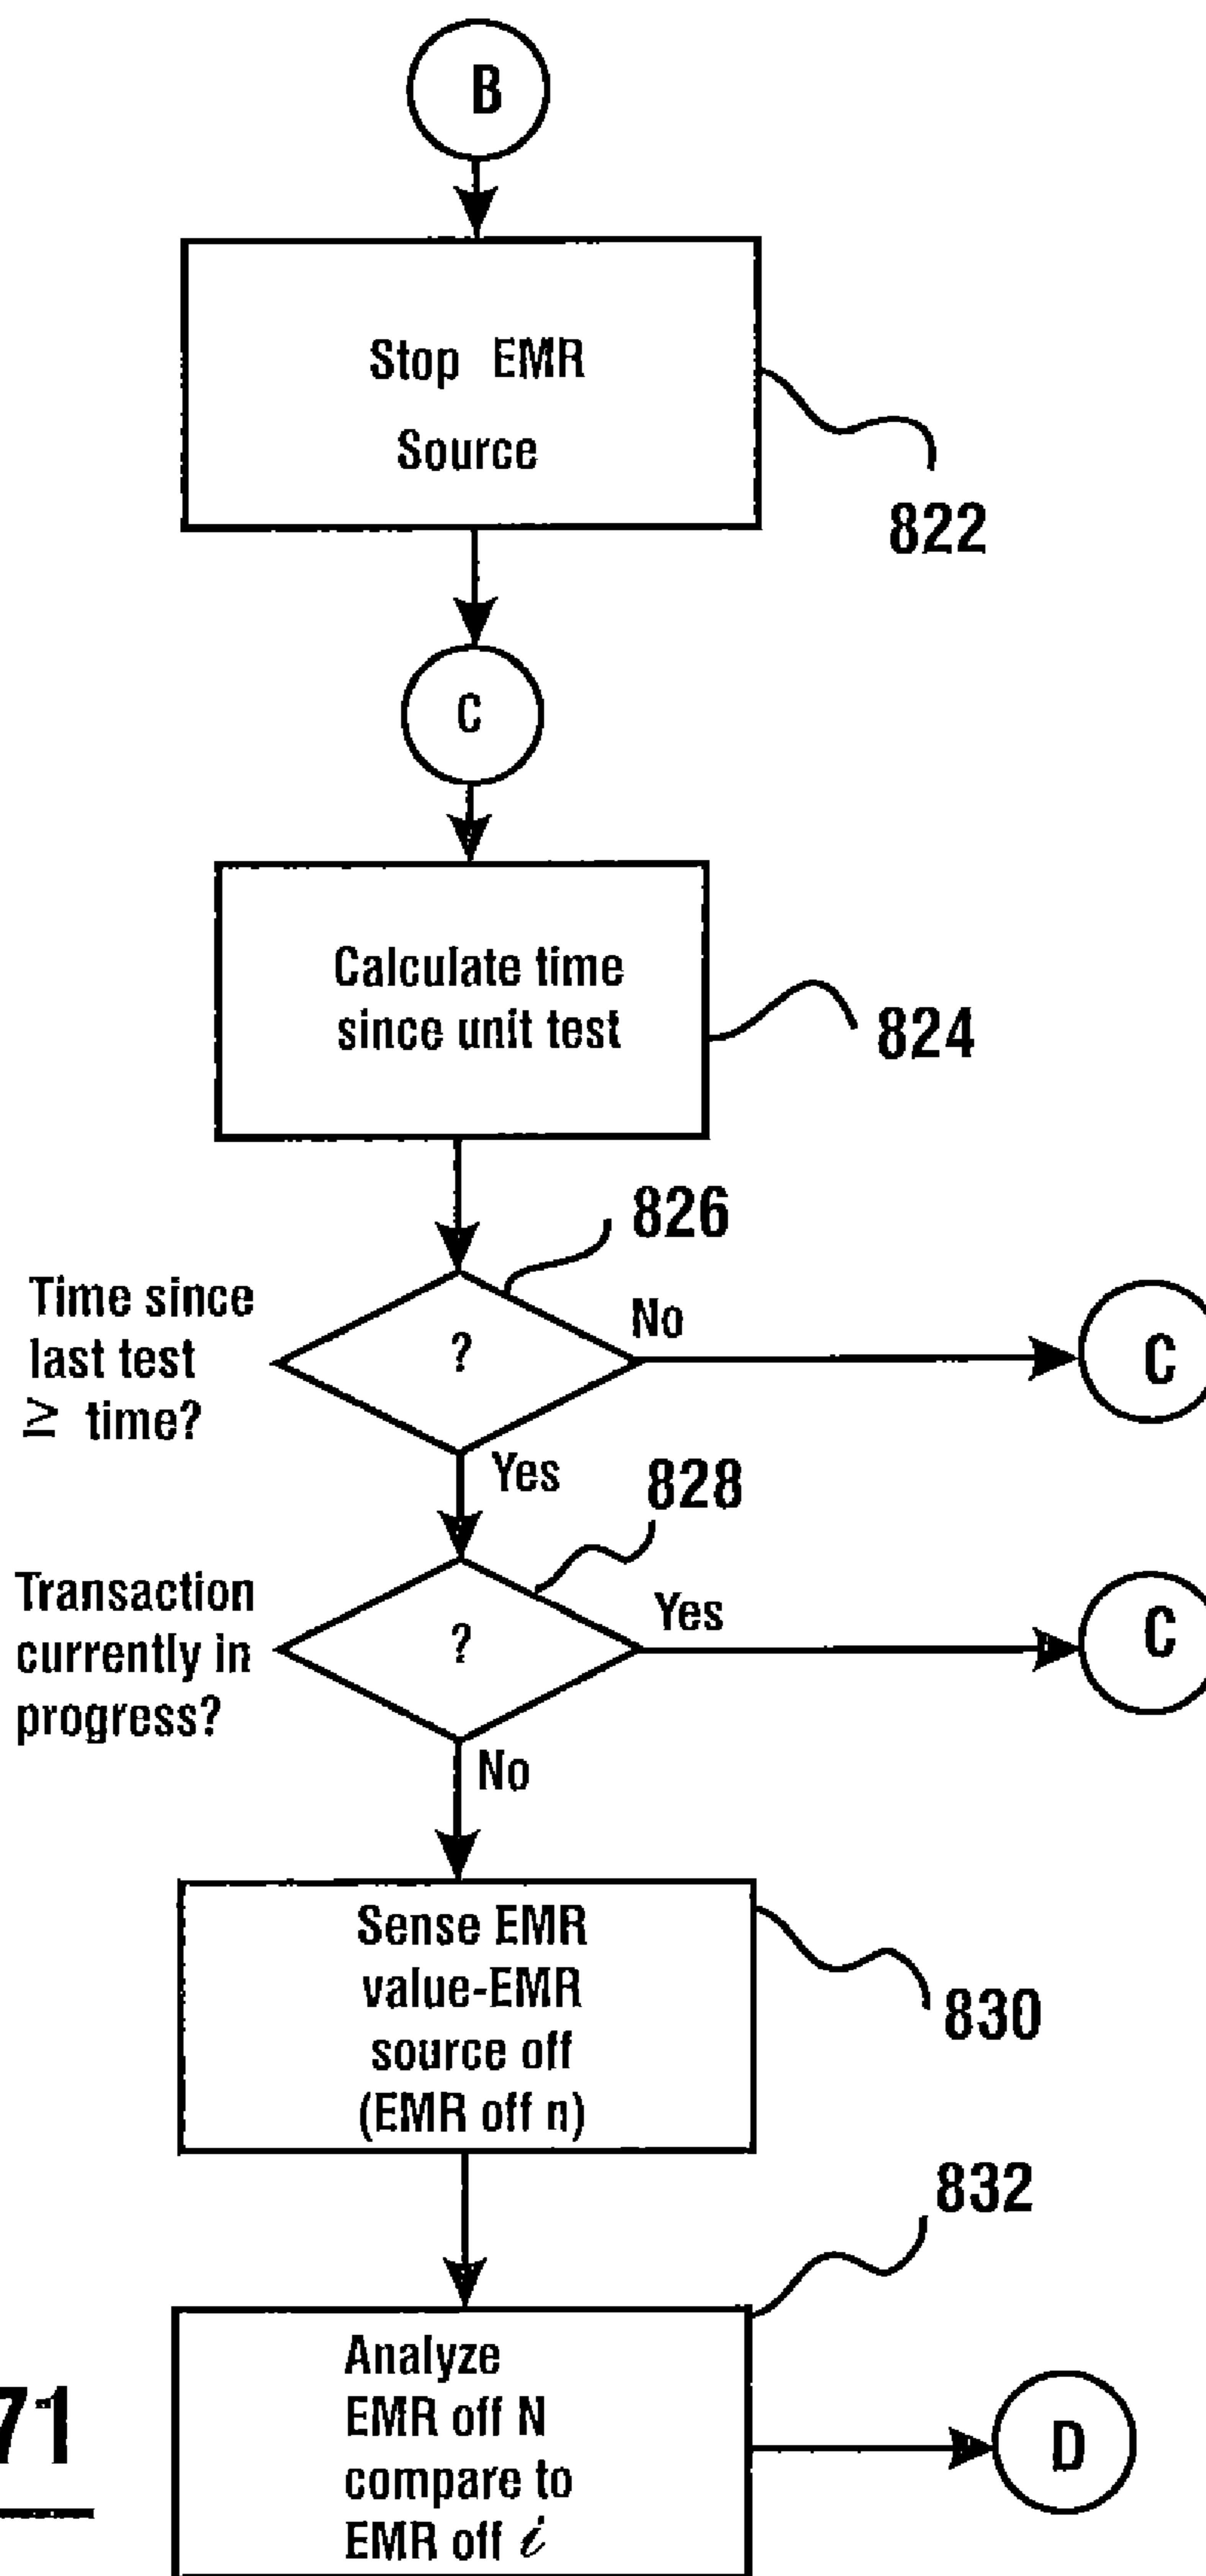 B
Stop EMR
Source
822
C
Calculate time
since unit test
824
826
Time since
last test
≥ time?
?
No
C
Yes
828
Transaction
currently in
progress?
?
Yes
C
No
Sense EMR
value-EMR
source off
(EMR off n)
830
832
Analyze
EMR off N
compare to
EMR off i
D
71